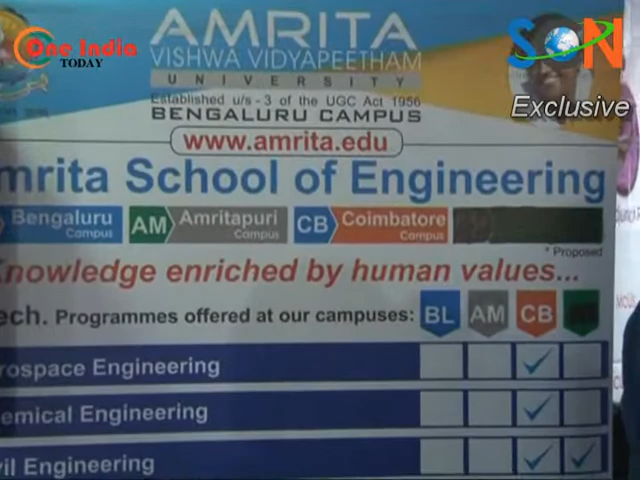 One India
TODAY
AMRITA
VISHWA VIDYAPEETHAM
UNIVERSITY
Established u/s - 3 of the UGC Act 1956
BENGALURU CAMPUS
www.amrita.edu
SON
Exclusive
mrita School of Engineering
Bengaluru
Campus
AM
Amritapuri
Campus
CB
Coimbatore
Campus
* Proposed
Knowledge enriched by human values...
ech. Programmes offered at our campuses:
BL
AM
CB
rospace Engineering
emical Engineering
vil Engineering